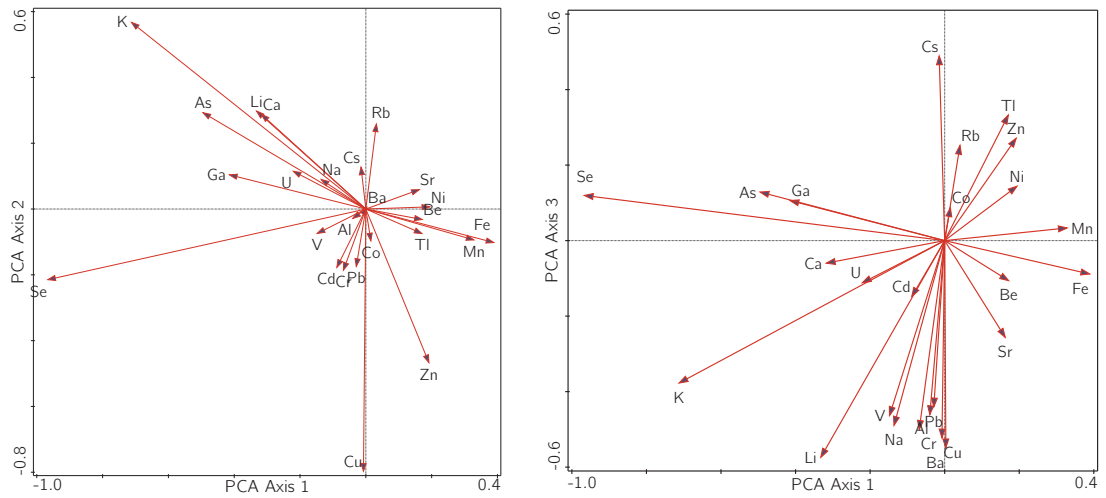 0.6
K
As
LiCa
Rb
Cs
Ga
U
Na
Sr
Ba
Ni
Be
Fe
V
Al
Co
Tl
Mn
Se
Cd
Cr
Pb
Zn
Cu
PCA Axis 2
-0.8
-1.0
PCA Axis 1
0.4
0.6
Cs
Tl
Zn
Rb
Se
As
Ga
Ni
Co
Mn
Ca
U
Cd
Be
Fe
Sr
K
V
Na
Al
Pb
Cr
Cu
Li
Ba
PCA Axis 3
-0.6
-1.0
PCA Axis 1
0.4